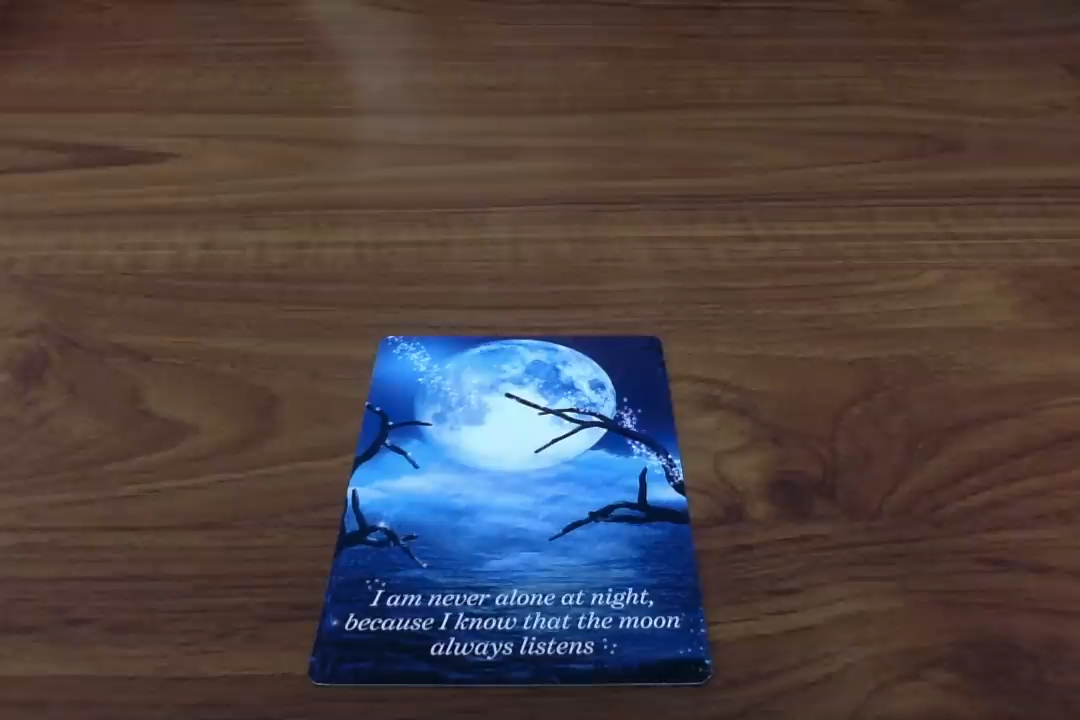 I am never alone at night,
because I know that the moon
always listens